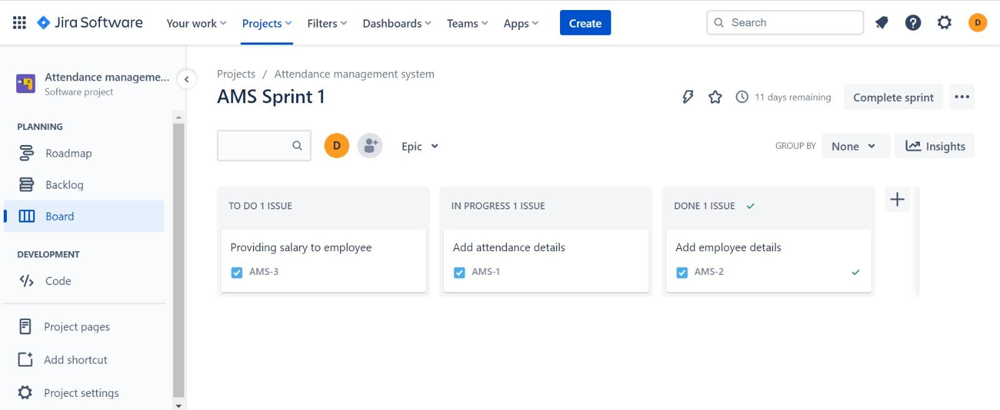 Jira Software Your work Projects Filters Dashboards Teams Apps Create Search D
Attendance manageme...
Software project
PLANNING
Roadmap
Backlog
Board
DEVELOPMENT
Code
Project pages
Add shortcut
Project settings
Projects / Attendance management system
AMS Sprint 1
11 days remaining Complete sprint
D Epic GROUP BY None Insights
TO DO 1 ISSUE
Providing salary to employee
AMS-3
IN PROGRESS 1 ISSUE
Add attendance details
AMS-1
DONE 1 ISSUE
Add employee details
AMS-2